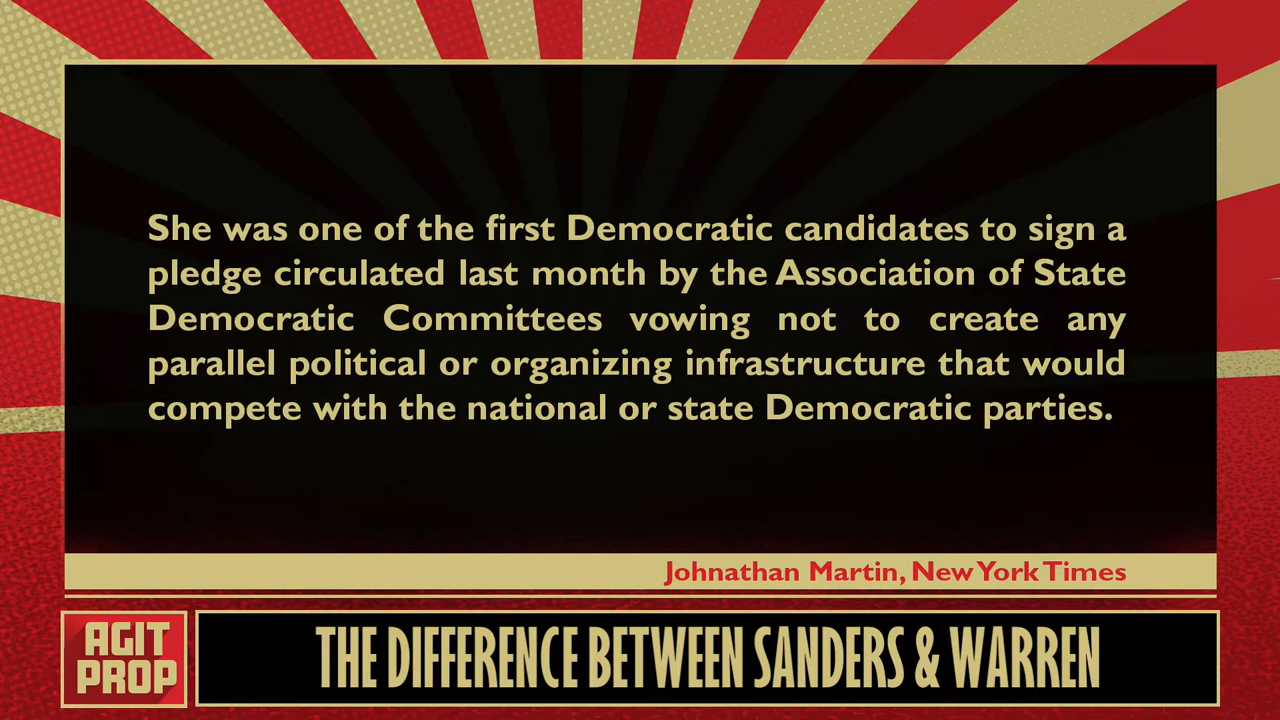 She was one of the first Democratic candidates to sign a
pledge circulated last month by the Association of State
Democratic Committees vowing not to create any
parallel political or organizing infrastructure that would
compete with the national or state Democratic parties.
Johnathan Martin, New York Times
AGIT
PROP
THE DIFFERENCE BETWEEN SANDERS & WARREN